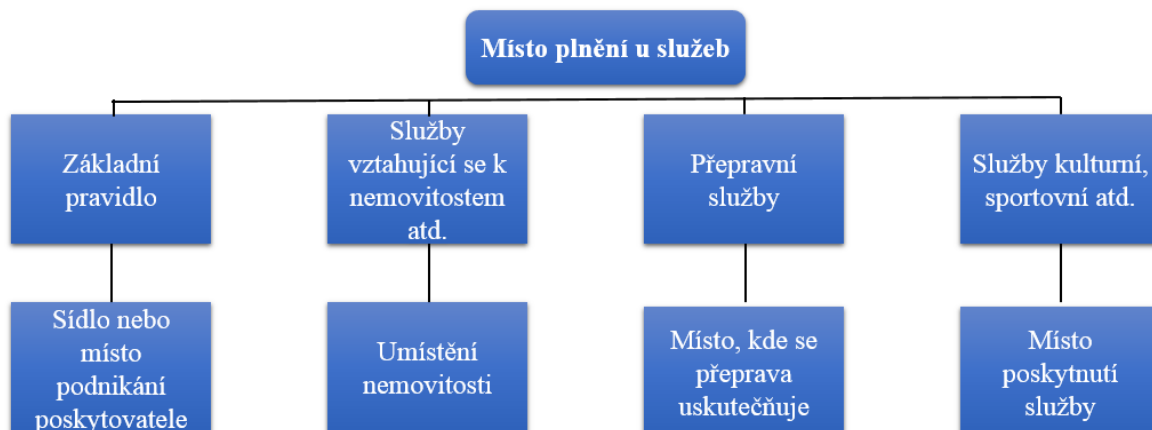 Místo plnění u služeb
Základní
pravidlo
Služby
vztahující se k
nemovitostem
atd.
Přepravní
služby
Služby kulturní,
sportovní atd.
Sídlo nebo
místo
podnikání
poskytovatele
Umístění
nemovitosti
Místo, kde se
přeprava
uskutečňuje
Místo
poskytnutí
služby